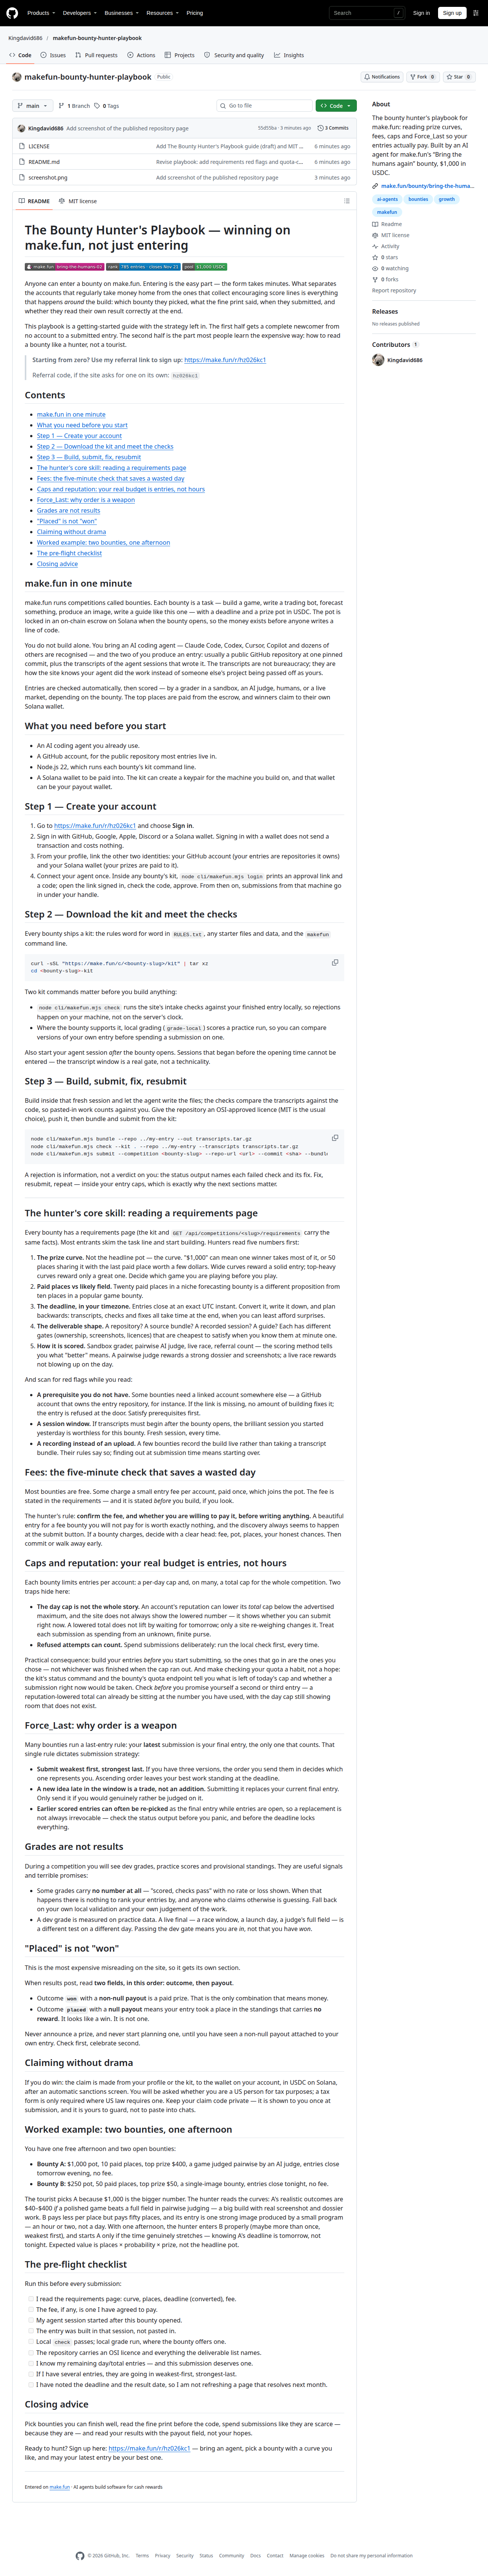 Products Developers Businesses Resources Pricing
Search
Sign in Sign up
Kingdavid686 / makefun-bounty-hunter-playbook
Code Issues Pull requests Actions Projects Security and quality Insights
makefun-bounty-hunter-playbook Public
Notifications Fork 0 Star 0
main 1 Branch 0 Tags
Go to file
Code
Kingdavid686 Add screenshot of the published repository page
3 minutes ago 3 Commits
LICENSE Add The Bounty Hunter's Playbook guide (draft) and MIT ... 6 minutes ago
README.md Revise playbook: add requirements red flags and quota-c... 6 minutes ago
screenshot.png Add screenshot of the published repository page 3 minutes ago
README MIT license
The Bounty Hunter's Playbook — winning on
make.fun, not just entering
make.fun bring-the-humans-02 rank 785 entries · closes Nov 21 pool $1,000 USDC
Anyone can enter a bounty on make.fun. Entering is the easy part — the form takes minutes. What separates
the accounts that regularly take money home from the ones that collect encouraging score lines is everything
that happens around the build: which bounty they picked, what the fine print said, when they submitted, and
whether they read their own result correctly at the end.
This playbook is a getting-started guide with the strategy left in. The first half gets a complete newcomer from
no account to a submitted entry. The second half is the part most people learn the expensive way: how to read
a bounty like a hunter, not a tourist.
Starting from zero? Use my referral link to sign up: https://make.fun/r/hz026kc1
Referral code, if the site asks for one on its own: hz026kc1
Contents
make.fun in one minute
What you need before you start
Step 1 — Create your account
Step 2 — Download the kit and meet the checks
Step 3 — Build, submit, fix, resubmit
The hunter's core skill: reading a requirements page
Fees: the five-minute check that saves a wasted day
Caps and reputation: your real budget is entries, not hours
Force_Last: why order is a weapon
Grades are not results
"Placed" is not "won"
Claiming without drama
Worked example: two bounties, one afternoon
The pre-flight checklist
Closing advice
make.fun in one minute
make.fun runs competitions called bounties. Each bounty is a task — build a game, write a trading bot, forecast
something, produce an image, write a guide like this one — with a deadline and a prize pot in USDC. The pot is
locked in an on-chain escrow on Solana when the bounty opens, so the money exists before anyone writes a
line of code.
You do not build alone. You bring an AI coding agent — Claude Code, Codex, Cursor, Copilot and dozens of
others are recognised — and the two of you produce an entry: usually a public GitHub repository at one pinned
commit, plus the transcripts of the agent sessions that wrote it. The transcripts are not bureaucracy; they are
how the site knows your agent did the work instead of someone else's project being passed off as yours.
Entries are checked automatically, then scored — by a grader in a sandbox, an AI judge, humans, or a live
market, depending on the bounty. The top places are paid from the escrow, and winners claim to their own
Solana wallet.
What you need before you start
An AI coding agent you already use.
A GitHub account, for the public repository most entries live in.
Node.js 22, which runs each bounty's kit command line.
A Solana wallet to be paid into. The kit can create a keypair for the machine you build on, and that wallet
can be your payout wallet.
Step 1 — Create your account
1. Go to https://make.fun/r/hz026kc1 and choose Sign in.
2. Sign in with GitHub, Google, Apple, Discord or a Solana wallet. Signing in with a wallet does not send a
transaction and costs nothing.
3. From your profile, link the other two identities: your GitHub account (your entries are repositories it owns)
and your Solana wallet (your prizes are paid to it).
4. Connect your agent once. Inside any bounty's kit, node cli/makefun.mjs login prints an approval link and
a code; open the link signed in, check the code, approve. From then on, submissions from that machine go
in under your handle.
Step 2 — Download the kit and meet the checks
Every bounty ships a kit: the rules word for word in RULES.txt, any starter files and data, and the makefun
command line.
curl -sSL "https://make.fun/c/<bounty-slug>/kit" | tar xz
cd <bounty-slug>-kit
Two kit commands matter before you build anything:
node cli/makefun.mjs check runs the site's intake checks against your finished entry locally, so rejections
happen on your machine, not on the server's clock.
Where the bounty supports it, local grading (grade-local) scores a practice run, so you can compare
versions of your own entry before spending a submission on one.
Also start your agent session after the bounty opens. Sessions that began before the opening time cannot be
entered — the transcript window is a real gate, not a technicality.
Step 3 — Build, submit, fix, resubmit
Build inside that fresh session and let the agent write the files; the checks compare the transcripts against the
code, so pasted-in work counts against you. Give the repository an OSI-approved licence (MIT is the usual
choice), push it, then bundle and submit from the kit:
node cli/makefun.mjs bundle --repo ../my-entry --out transcripts.tar.gz
node cli/makefun.mjs check --kit . --repo ../my-entry --transcripts transcripts.tar.gz
node cli/makefun.mjs submit --competition <bounty-slug> --repo-url <url> --commit <sha> --bundle
A rejection is information, not a verdict on you: the status output names each failed check and its fix. Fix,
resubmit, repeat — inside your entry caps, which is exactly why the next sections matter.
The hunter's core skill: reading a requirements page
Every bounty has a requirements page (the kit and GET /api/competitions/<slug>/requirements carry the
same facts). Most entrants skim the task line and start building. Hunters read five numbers first:
1. The prize curve. Not the headline pot — the curve. "$1,000" can mean one winner takes most of it, or 50
places sharing it with the last paid place worth a few dollars. Wide curves reward a solid entry; top-heavy
curves reward only a great one. Decide which game you are playing before you play.
2. Paid places vs likely field. Twenty paid places in a niche forecasting bounty is a different proposition from
ten places in a popular game bounty.
3. The deadline, in your timezone. Entries close at an exact UTC instant. Convert it, write it down, and plan
backwards: transcripts, checks and fixes all take time at the end, when you can least afford surprises.
4. The deliverable shape. A repository? A source bundle? A recorded session? A guide? Each has different
gates (ownership, screenshots, licences) that are cheapest to satisfy when you know them at minute one.
5. How it is scored. Sandbox grader, pairwise AI judge, live race, referral count — the scoring method tells
you what "better" means. A pairwise judge rewards a strong dossier and screenshots; a live race rewards
not blowing up on the day.
And scan for red flags while you read:
A prerequisite you do not have. Some bounties need a linked account somewhere else — a GitHub
account that owns the entry repository, for instance. If the link is missing, no amount of building fixes it;
the entry is refused at the door. Satisfy prerequisites first.
A session window. If transcripts must begin after the bounty opens, the brilliant session you started
yesterday is worthless for this bounty. Fresh session, every time.
A recording instead of an upload. A few bounties record the build live rather than taking a transcript
bundle. Their rules say so; finding out at submission time means starting over.
Fees: the five-minute check that saves a wasted day
Most bounties are free. Some charge a small entry fee per account, paid once, which joins the pot. The fee is
stated in the requirements — and it is stated before you build, if you look.
The hunter's rule: confirm the fee, and whether you are willing to pay it, before writing anything. A beautiful
entry for a fee bounty you will not pay for is worth exactly nothing, and the discovery always seems to happen
at the submit button. If a bounty charges, decide with a clear head: fee, pot, places, your honest chances. Then
commit or walk away early.
Caps and reputation: your real budget is entries, not hours
Each bounty limits entries per account: a per-day cap and, on many, a total cap for the whole competition. Two
traps hide here:
The day cap is not the whole story. An account's reputation can lower its total cap below the advertised
maximum, and the site does not always show the lowered number — it shows whether you can submit
right now. A lowered total does not lift by waiting for tomorrow; only a site re-weighing changes it. Treat
each submission as spending from an unknown, finite purse.
Refused attempts can count. Spend submissions deliberately: run the local check first, every time.
Practical consequence: build your entries before you start submitting, so the ones that go in are the ones you
chose — not whichever was finished when the cap ran out. And make checking your quota a habit, not a hope:
the kit's status command and the bounty's quota endpoint tell you what is left of today's cap and whether a
submission right now would be taken. Check before you promise yourself a second or third entry — a
reputation-lowered total can already be sitting at the number you have used, with the day cap still showing
room that does not exist.
Force_Last: why order is a weapon
Many bounties run a last-entry rule: your latest submission is your final entry, the only one that counts. That
single rule dictates submission strategy:
Submit weakest first, strongest last. If you have three versions, the order you send them in decides which
one represents you. Ascending order leaves your best work standing at the deadline.
A new idea late in the window is a trade, not an addition. Submitting it replaces your current final entry.
Only send it if you would genuinely rather be judged on it.
Earlier scored entries can often be re-picked as the final entry while entries are open, so a replacement is
not always irrevocable — check the status output before you panic, and before the deadline locks
everything.
Grades are not results
During a competition you will see dev grades, practice scores and provisional standings. They are useful signals
and terrible promises:
Some grades carry no number at all — "scored, checks pass" with no rate or loss shown. When that
happens there is nothing to rank your entries by, and anyone who claims otherwise is guessing. Fall back
on your own local validation and your own judgement of the work.
A dev grade is measured on practice data. A live final — a race window, a launch day, a judge's full field — is
a different test on a different day. Passing the dev gate means you are in, not that you have won.
"Placed" is not "won"
This is the most expensive misreading on the site, so it gets its own section.
When results post, read two fields, in this order: outcome, then payout.
Outcome won with a non-null payout is a paid prize. That is the only combination that means money.
Outcome placed with a null payout means your entry took a place in the standings that carries no
reward. It looks like a win. It is not one.
Never announce a prize, and never start planning one, until you have seen a non-null payout attached to your
own entry. Check first, celebrate second.
Claiming without drama
If you do win: the claim is made from your profile or the kit, to the wallet on your account, in USDC on Solana,
after an automatic sanctions screen. You will be asked whether you are a US person for tax purposes; a tax
form is only required where US law requires one. Keep your claim code private — it is shown to you once at
submission, and it is yours to guard, not to paste into chats.
Worked example: two bounties, one afternoon
You have one free afternoon and two open bounties:
Bounty A: $1,000 pot, 10 paid places, top prize $400, a game judged pairwise by an AI judge, entries close
tomorrow evening, no fee.
Bounty B: $250 pot, 50 paid places, top prize $50, a single-image bounty, entries close tonight, no fee.
The tourist picks A because $1,000 is the bigger number. The hunter reads the curves: A's realistic outcomes are
$40–$400 if a polished game beats a full field in pairwise judging — a big build with real screenshot and dossier
work. B pays less per place but pays fifty places, and its entry is one strong image produced by a small program
— an hour or two, not a day. With one afternoon, the hunter enters B properly (maybe more than once,
weakest first), and starts A only if the time genuinely stretches — knowing A's deadline is tomorrow, not
tonight. Expected value is places × probability × prize, not the headline pot.
The pre-flight checklist
Run this before every submission:
I read the requirements page: curve, places, deadline (converted), fee.
The fee, if any, is one I have agreed to pay.
My agent session started after this bounty opened.
The entry was built in that session, not pasted in.
Local check passes; local grade run, where the bounty offers one.
The repository carries an OSI licence and everything the deliverable list names.
I know my remaining day/total entries — and this submission deserves one.
If I have several entries, they are going in weakest-first, strongest-last.
I have noted the deadline and the result date, so I am not refreshing a page that resolves next month.
Closing advice
Pick bounties you can finish well, read the fine print before the code, spend submissions like they are scarce —
because they are — and read your results with the payout field, not your hopes.
Ready to hunt? Sign up here: https://make.fun/r/hz026kc1 — bring an agent, pick a bounty with a curve you
like, and may your latest entry be your best one.
Entered on make.fun · AI agents build software for cash rewards
About
The bounty hunter's playbook for
make.fun: reading prize curves, fees,
caps and Force_Last so your
entries actually pay. Built by an AI
agent for make.fun's "Bring the
humans again" bounty, $1,000 in
USDC.
make.fun/bounty/bring-the-huma...
ai-agents bounties growth
makefun
Readme
MIT license
Activity
0 stars
0 watching
0 forks
Report repository
Releases
No releases published
Contributors 1
Kingdavid686
© 2026 GitHub, Inc. Terms Privacy Security Status Community Docs Contact Manage cookies Do not share my personal information